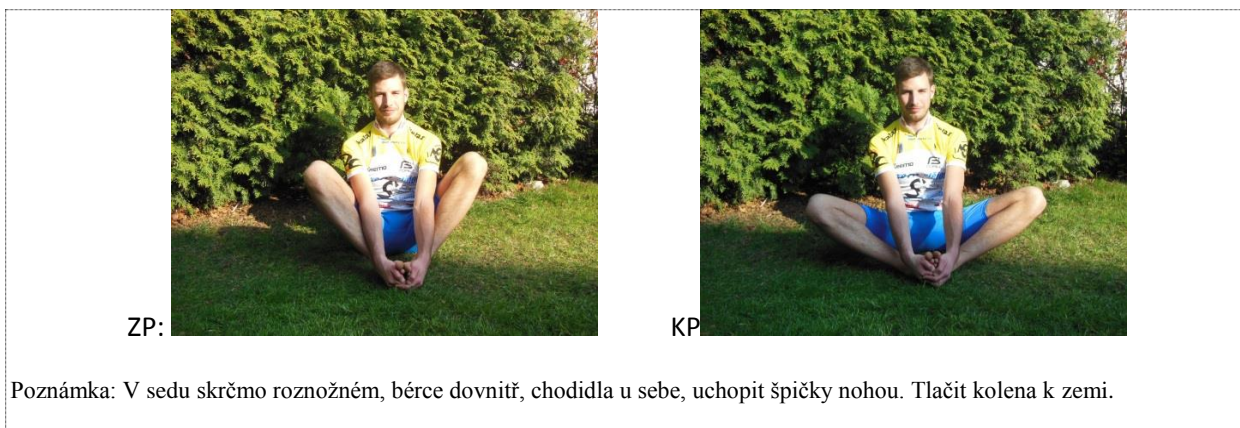 ZP: KP
Poznámka: V sedu skrčmo roznožném, bérce dovnitř, chodidla u sebe, uchopit špičky nohou. Tlačit kolena k zemi.